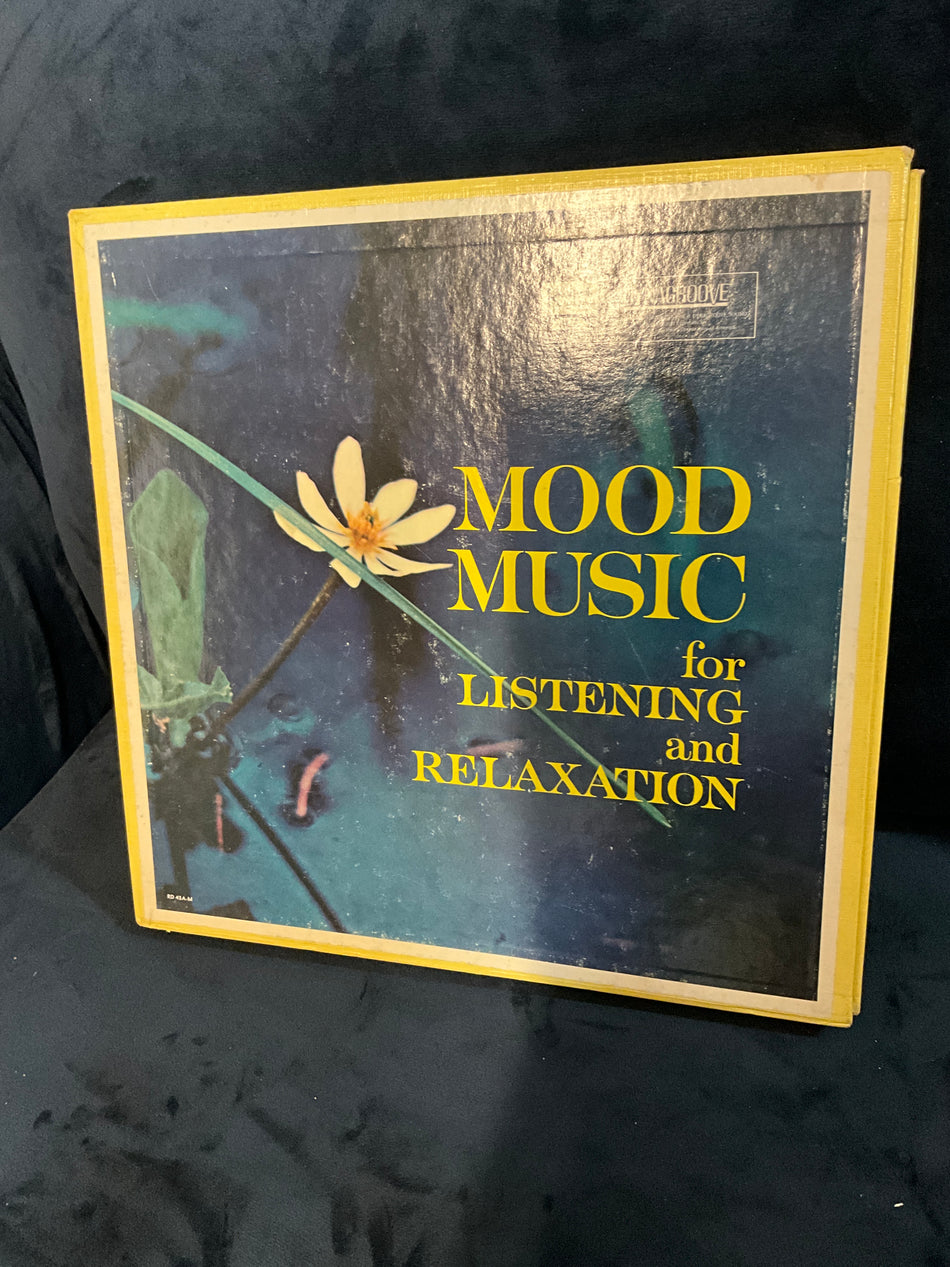 MOOD
MUSIC
for
LISTENING
and
RELAXATION